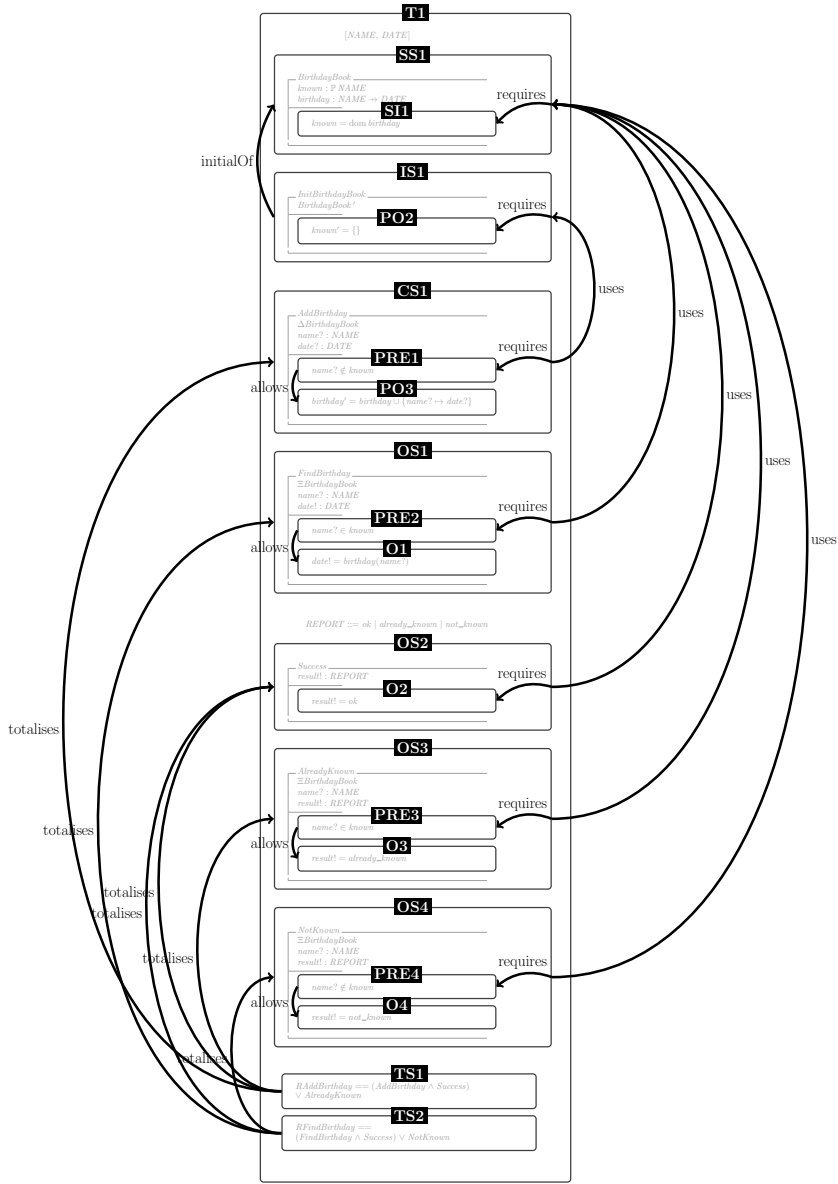 T1
[NAME, DATE]
SS1
BirthdayBook
known : ℙ NAME
birthday : NAME ⇸ DATE
requires
SI1
known = dom birthday
initialOf
IS1
InitBirthdayBook
BirthdayBook′
requires
PO2
known′ = {}
uses
CS1
AddBirthday
ΔBirthdayBook
name? : NAME
date? : DATE
uses
requires
PRE1
name? ∉ known
allows
PO3
birthday′ = birthday ∪ {name? ↦ date?}
uses
OS1
FindBirthday
ΞBirthdayBook
name? : NAME
date! : DATE
uses
requires
PRE2
name? ∈ known
allows
O1
date! = birthday(name?)
uses
REPORT ::= ok | already_known | not_known
OS2
Success
result! : REPORT
requires
O2
result! = ok
totalises
OS3
AlreadyKnown
ΞBirthdayBook
name? : NAME
result! : REPORT
requires
PRE3
name? ∈ known
totalises
allows
O3
result! = already_known
totalises
totalises
OS4
NotKnown
ΞBirthdayBook
name? : NAME
result! : REPORT
totalises
requires
PRE4
name? ∉ known
allows
O4
result! = not_known
totalises
TS1
RAddBirthday == (AddBirthday ∧ Success)
∨ AlreadyKnown
TS2
RFindBirthday ==
(FindBirthday ∧ Success) ∨ NotKnown